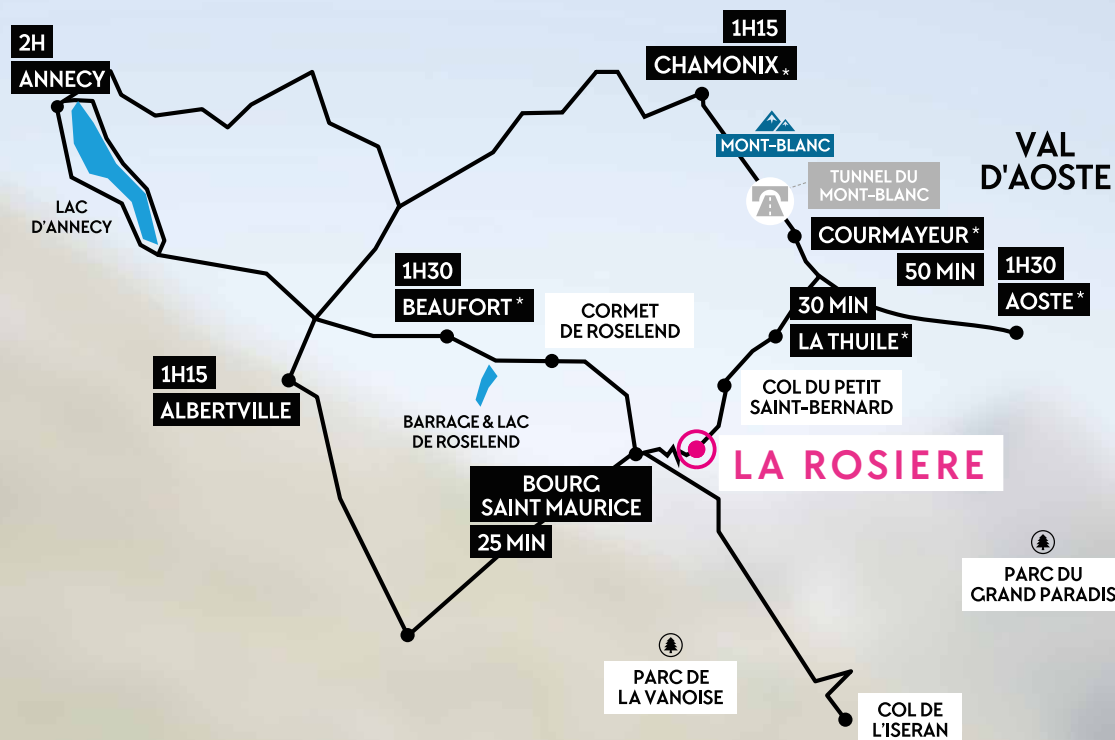 2H
ANNECY
1H15
CHAMONIX *
MONT-BLANC
TUNNEL DU
MONT-BLANC
VAL
D'AOSTE
LAC
D'ANNECY
COURMAYEUR *
50 MIN
1H30
AOSTE *
1H30
BEAUFORT *
CORMET
DE ROSELEND
30 MIN
LA THUILE *
1H15
ALBERTVILLE
BARRAGE & LAC
DE ROSELEND
COL DU PETIT
SAINT-BERNARD
LA ROSIERE
BOURG
SAINT MAURICE
25 MIN
PARC DU
GRAND PARADIS
PARC DE
LA VANOISE
COL DE
L'ISERAN